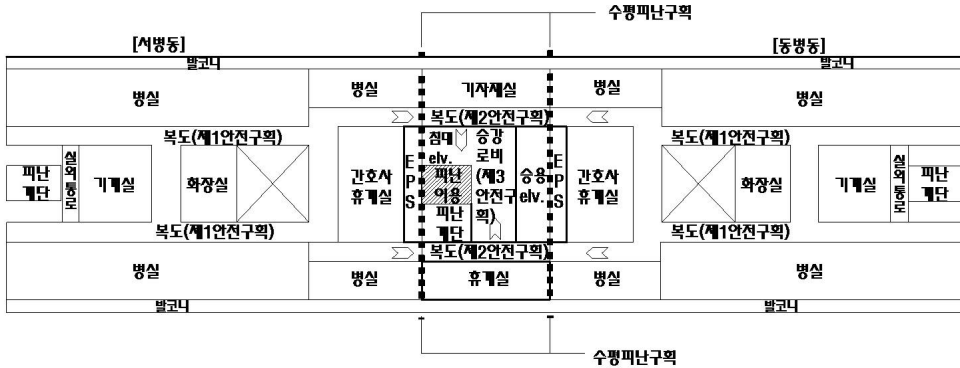 수평피난구획
[서병동]
[동병동]
발코니
발코니
병실
병실
기자재실
병실
병실
복도(제2안전구획)
복도(제1안전구획)
복도(제1안전구획)
침대
elv.
승강
로비
(제3
안전구
획)
피난
이용
피난
계단
승용
elv.
EPS
EPS
간호사
휴게실
간호사
휴게실
피난
계단
실외통로
기계실
화장실
화장실
기계실
실외통로
피난
계단
복도(제1안전구획)
복도(제1안전구획)
복도(제2안전구획)
병실
병실
휴게실
병실
병실
발코니
발코니
수평피난구획